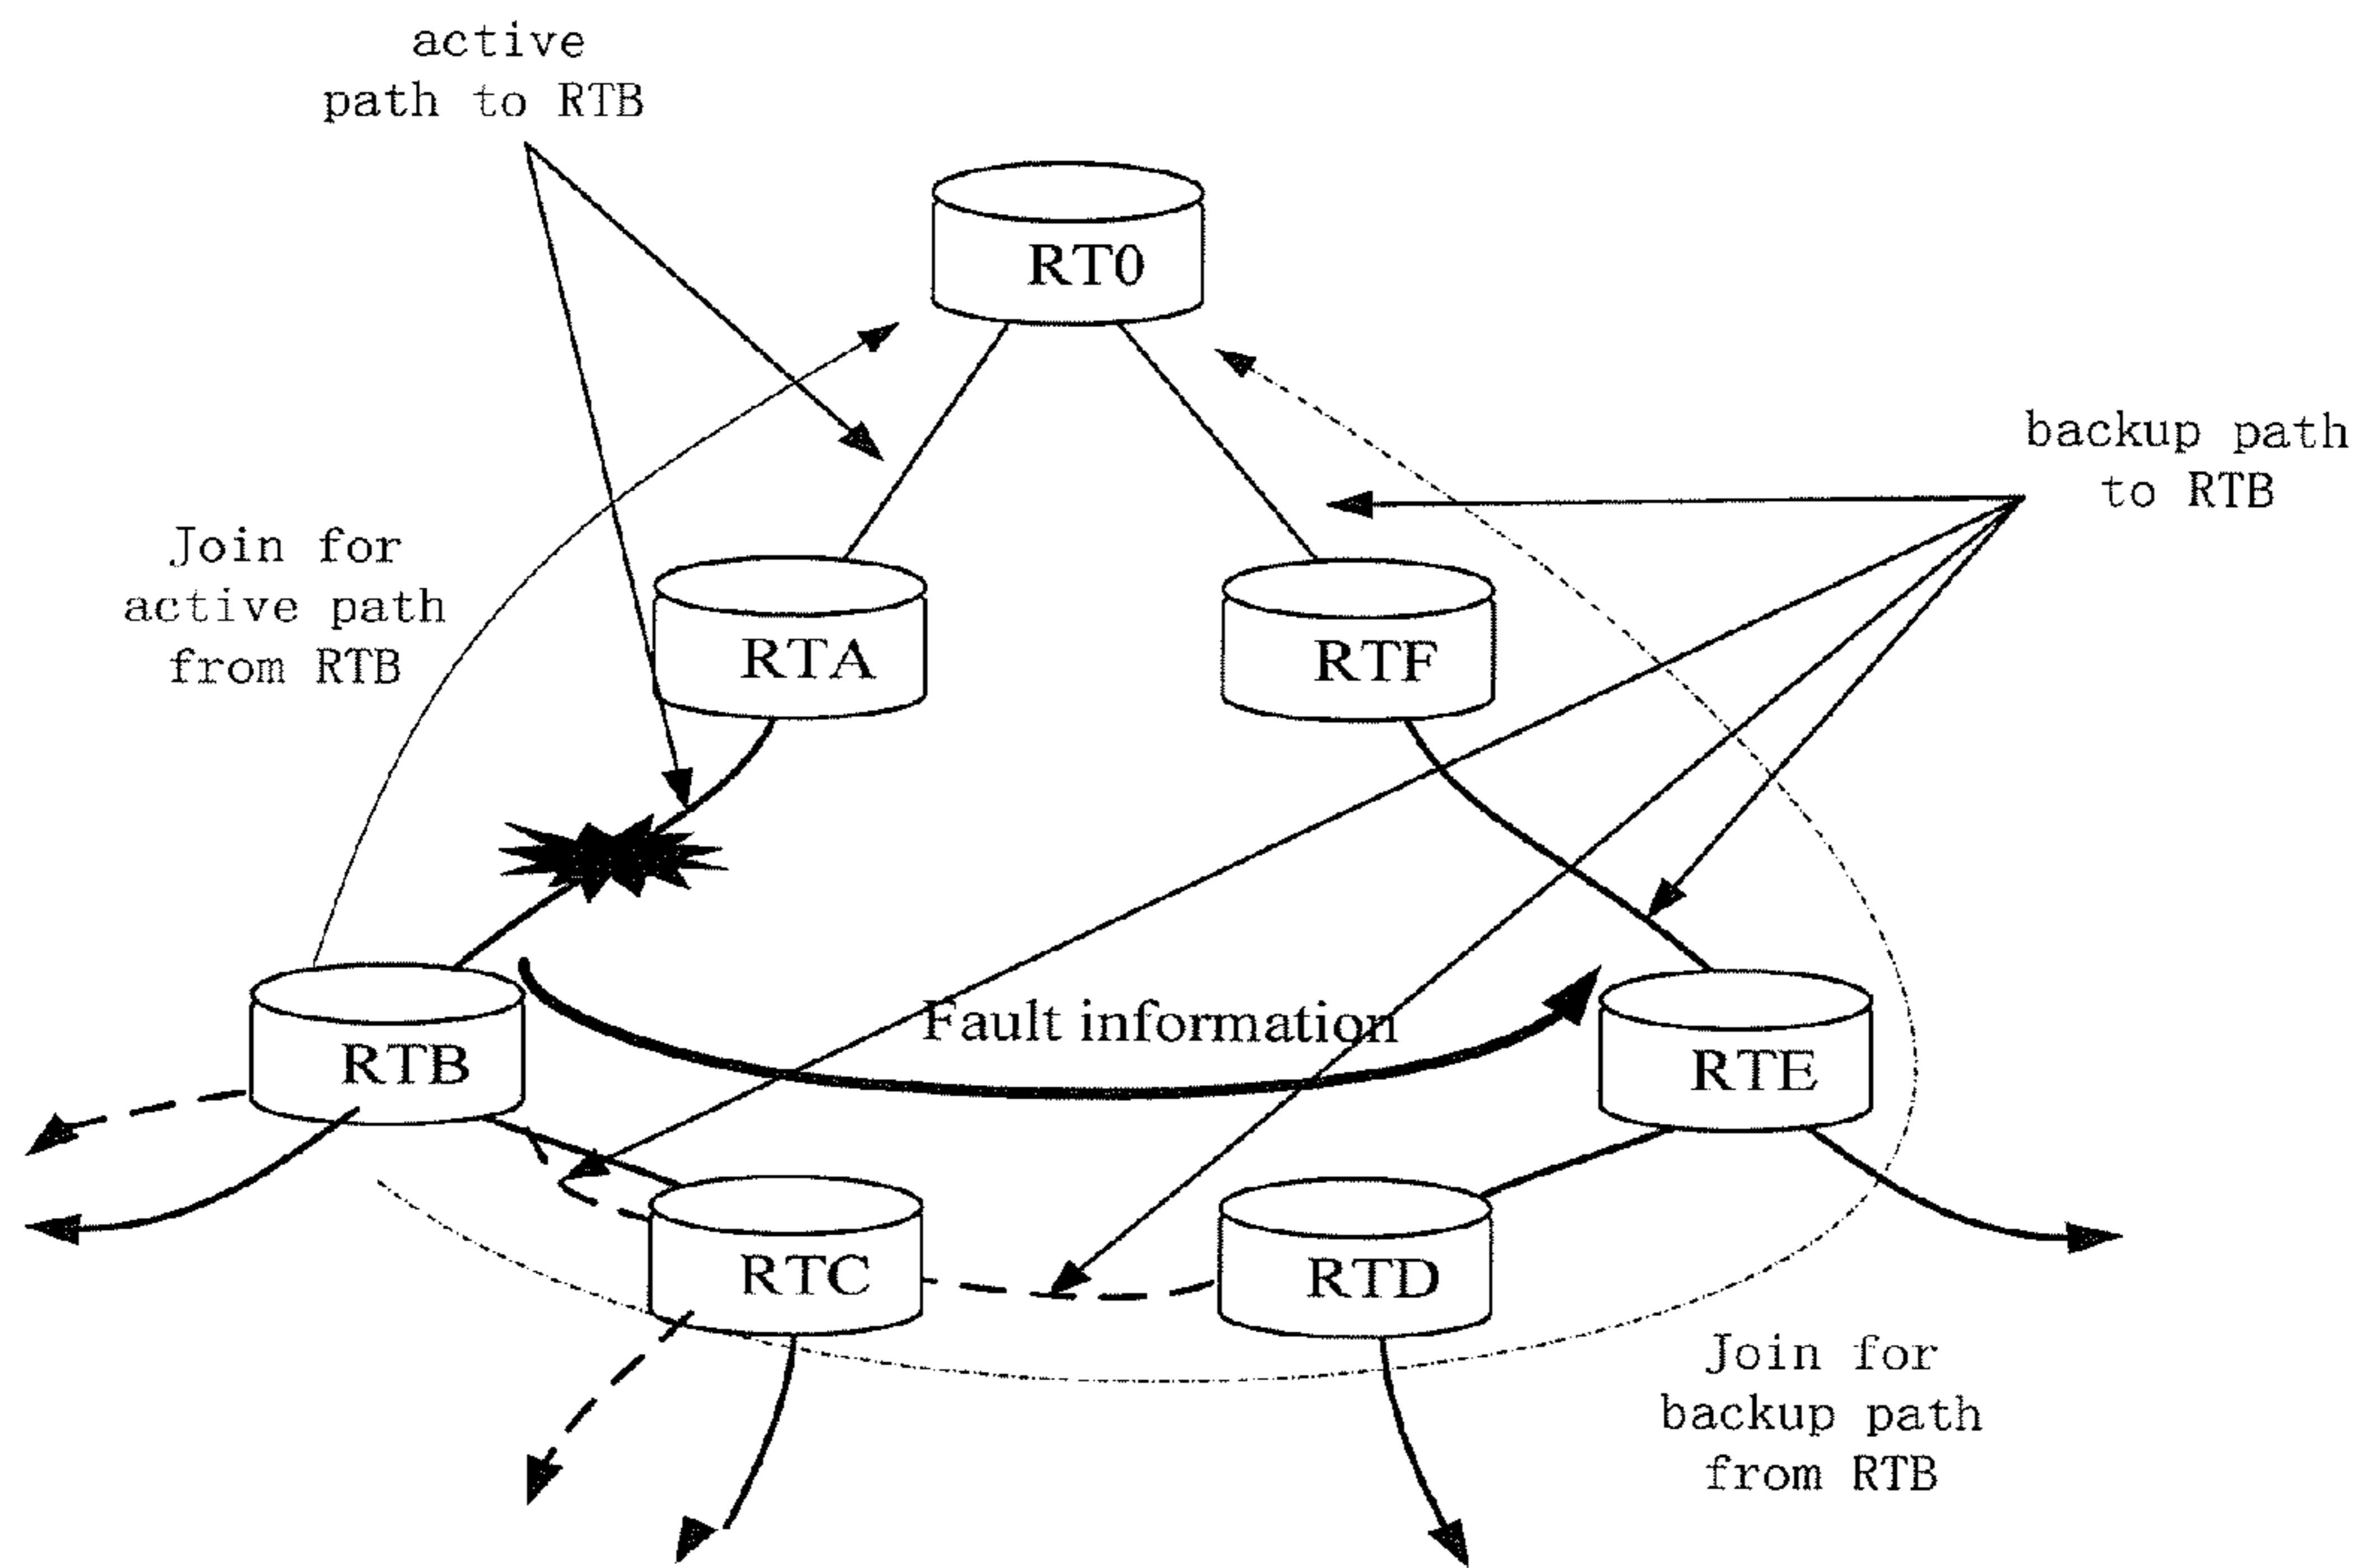 active
path to RTB
RT0
backup path
to RTB
Join for
active path
from RTB
RTA
RTF
Fault information
RTB
RTE
RTC
RTD
Join for
backup path
from RTB